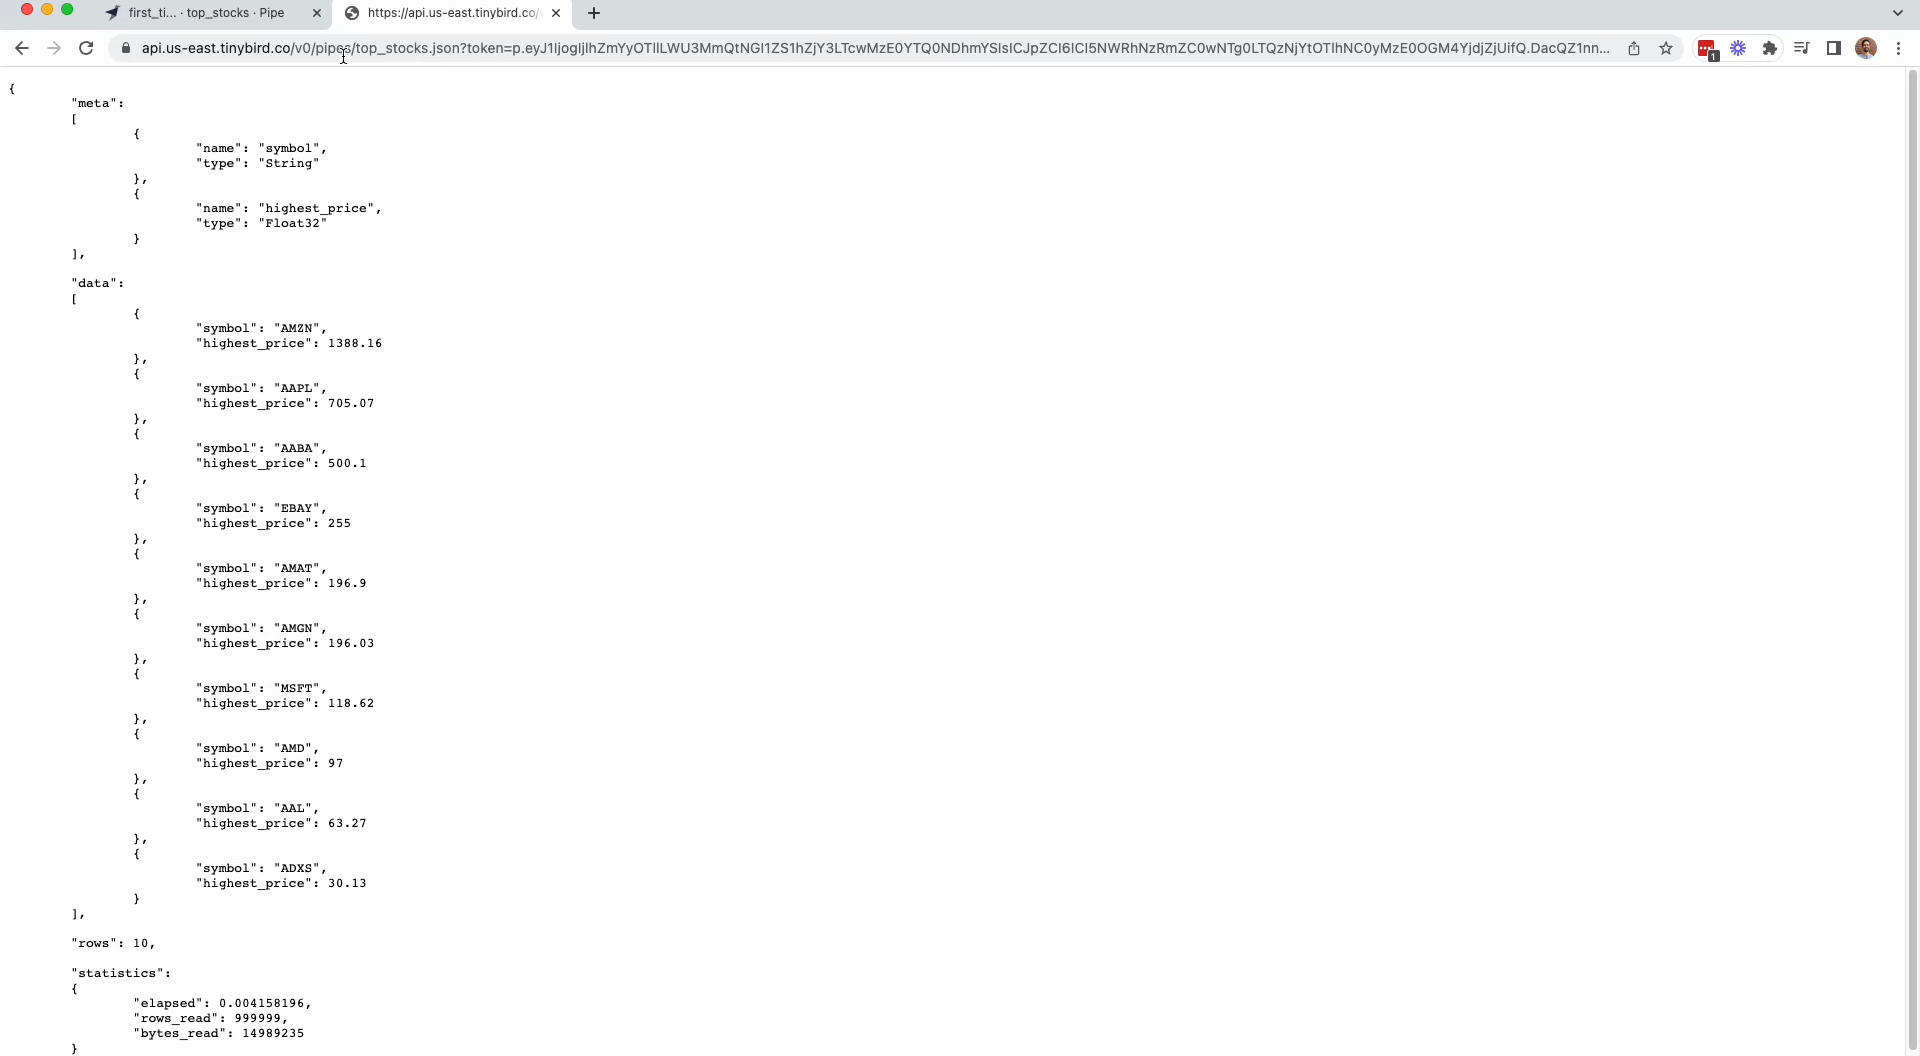 first_ti... · top_stocks · Pipe
https://api.us-east.tinybird.co/
api.us-east.tinybird.co/v0/pipes/top_stocks.json?token=p.
1
{
"meta":
[
{
"name": "symbol",
"type": "String"
},
{
"name": "highest_price",
"type": "Float32"
}
],
"data":
[
{
"symbol": "AMZN",
"highest_price": 1388.16
},
{
"symbol": "AAPL",
"highest_price": 705.07
},
{
"symbol": "AABA",
"highest_price": 500.1
},
{
"symbol": "EBAY",
"highest_price": 255
},
{
"symbol": "AMAT",
"highest_price": 196.9
},
{
"symbol": "AMGN",
"highest_price": 196.03
},
{
"symbol": "MSFT",
"highest_price": 118.62
},
{
"symbol": "AMD",
"highest_price": 97
},
{
"symbol": "AAL",
"highest_price": 63.27
},
{
"symbol": "ADXS",
"highest_price": 30.13
}
],
"rows": 10,
"statistics":
{
"elapsed": 0.004158196,
"rows_read": 999999,
"bytes_read": 14989235
}